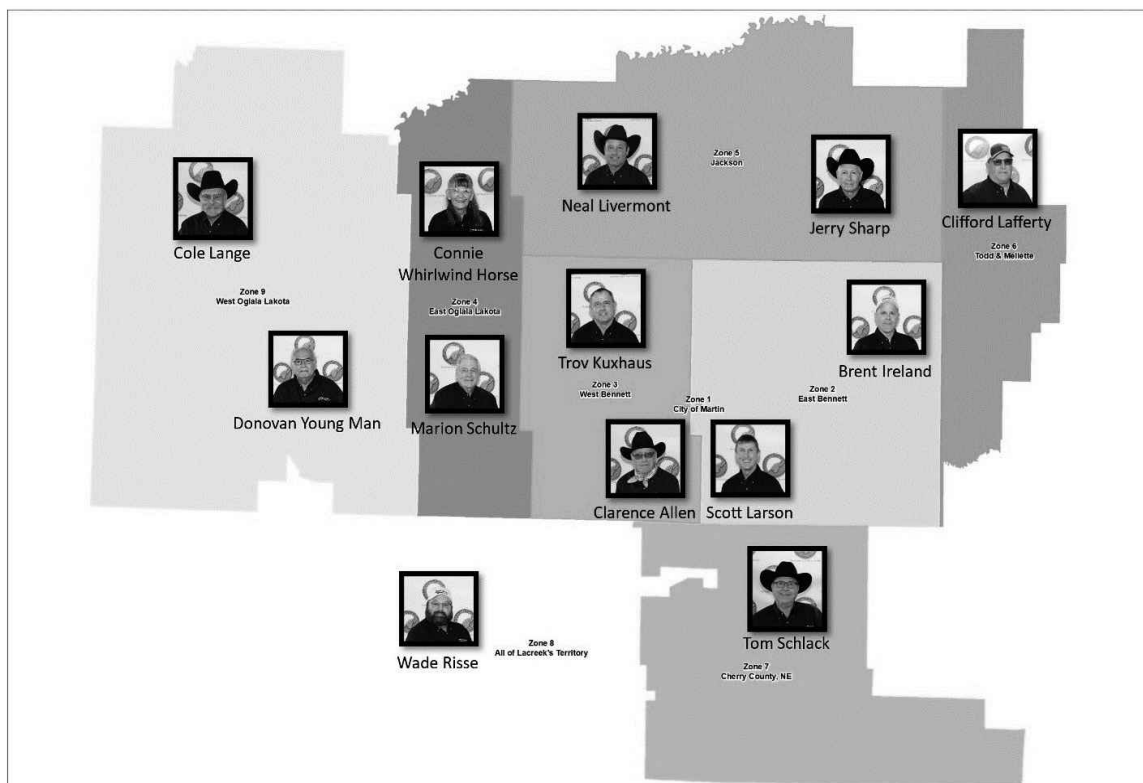 Zone 5
Jackson
Neal Livermont
Jerry Sharp
Clifford Lafferty
Zone 6
Todd & Mellette
Cole Lange
Connie
Whirlwind Horse
Zone 9
West Oglala Lakota
Zone 4
East Oglala Lakota
Trov Kuxhaus
Brent Ireland
Zone 3
West Bennett
Zone 2
East Bennett
Zone 1
City of Martin
Donovan Young Man
Marion Schultz
Clarence Allen
Scott Larson
Wade Risse
Zone 8
All of Lacreek's Territory
Tom Schlack
Zone 7
Cherry County, NE